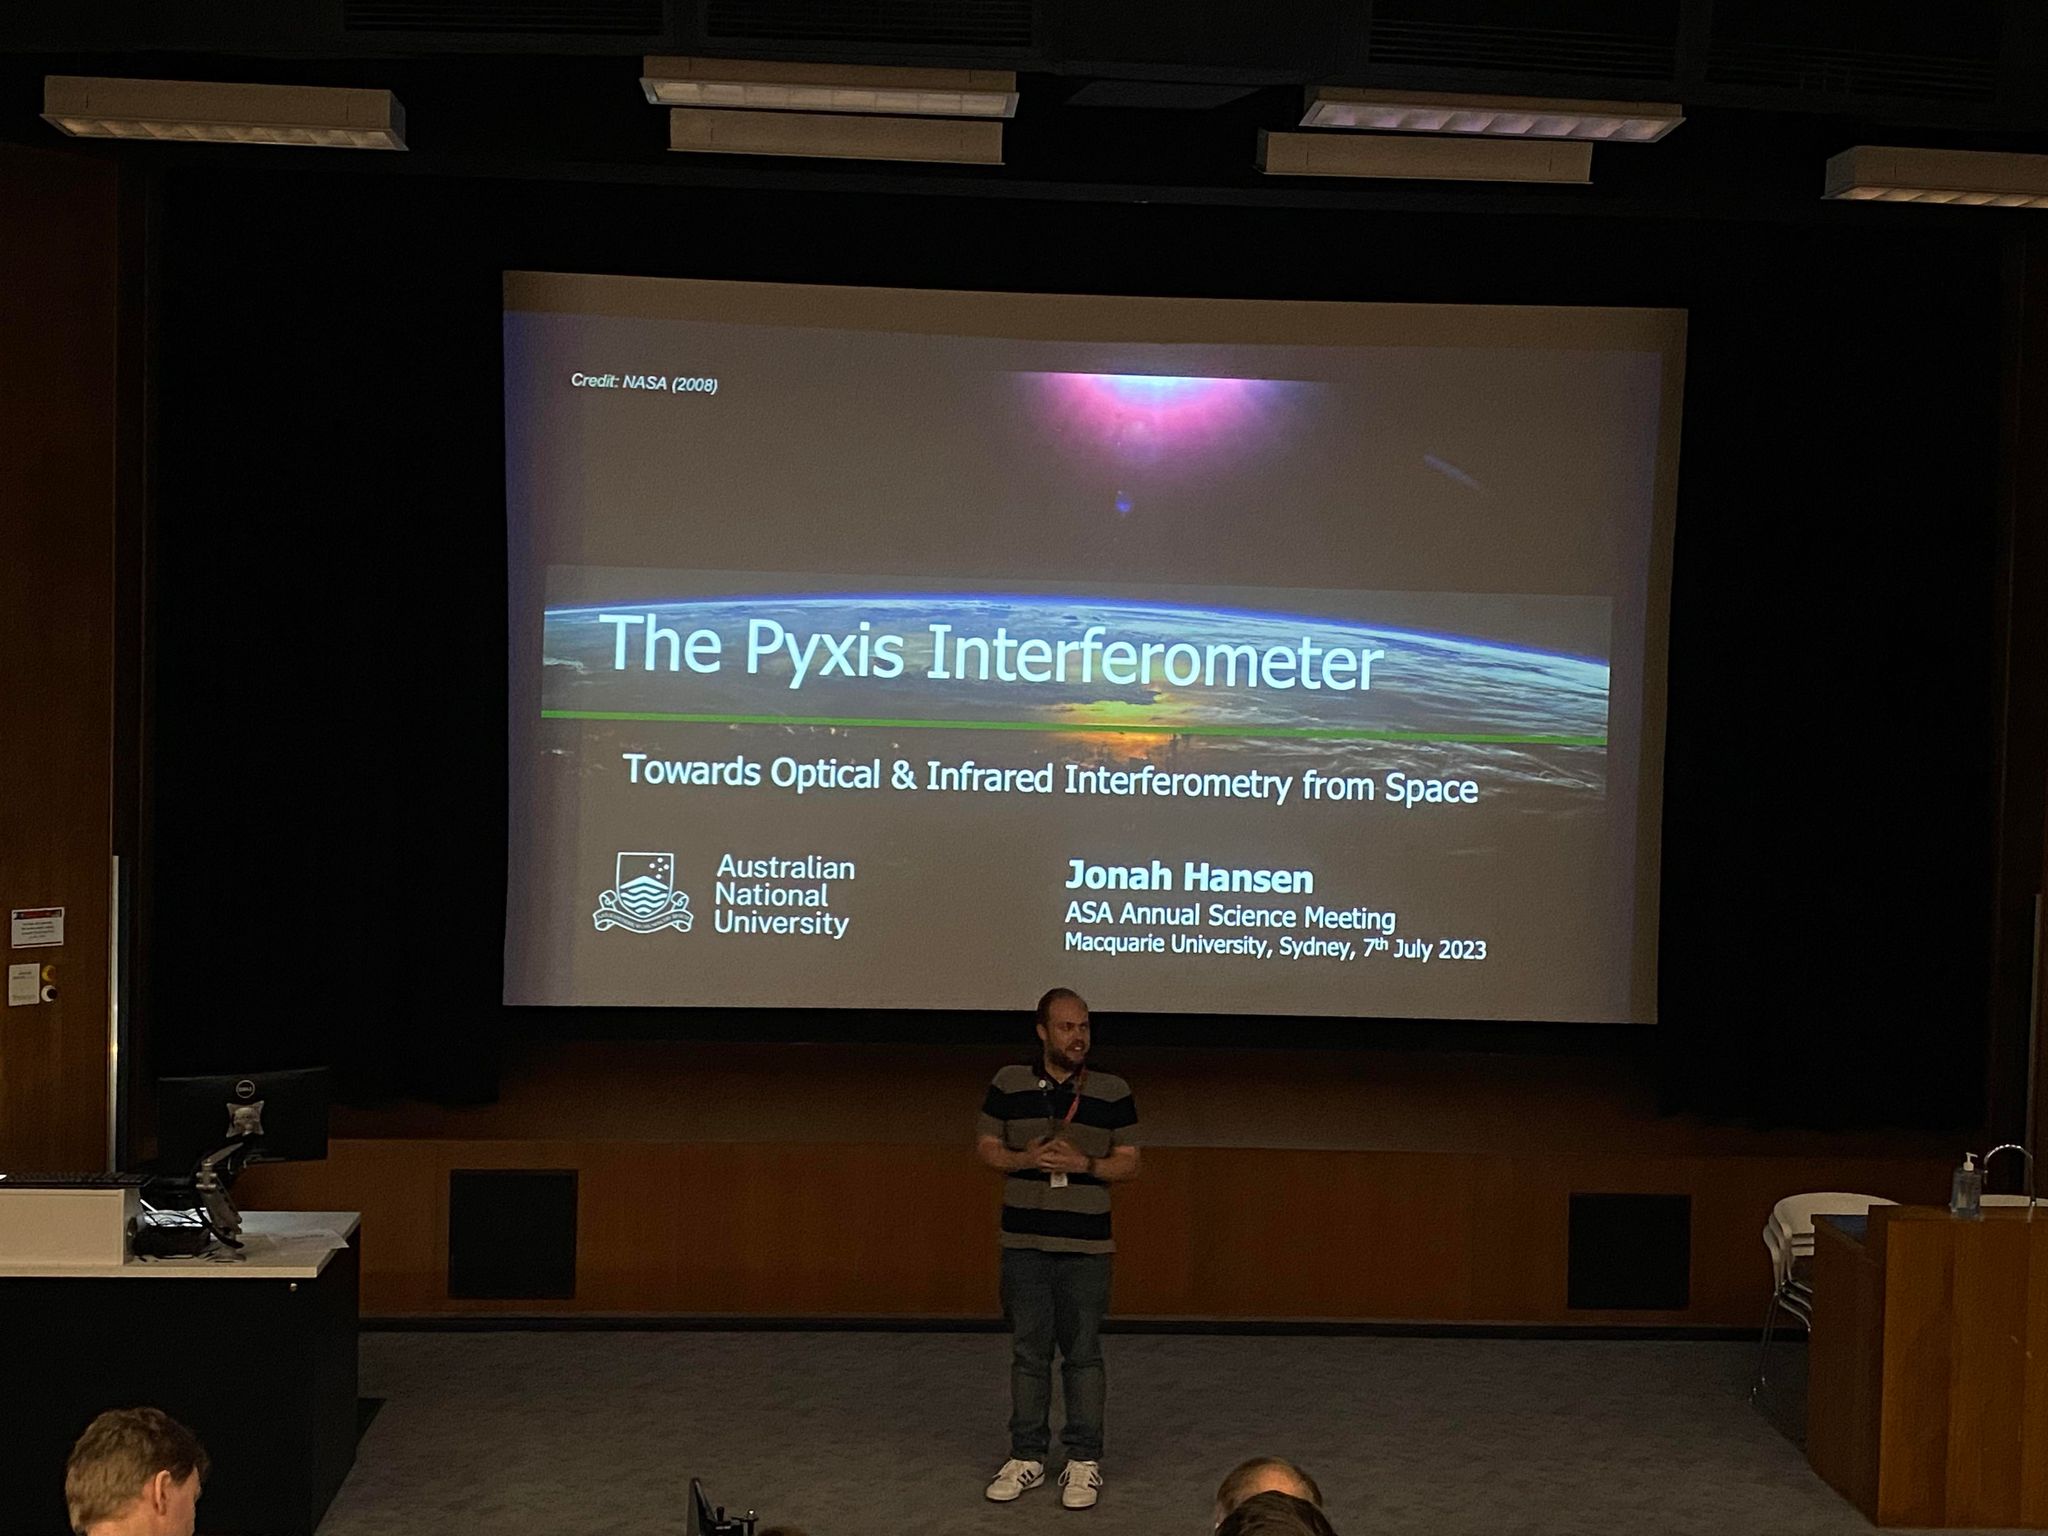 Credit: NASA (2008)
The Pyxis Interferometer
Towards Optical & Infrared Interferometry from Space
Australian
National
University
Jonah Hansen
ASA Annual Science Meeting
Macquarie University, Sydney, 7th July 2023
DELL